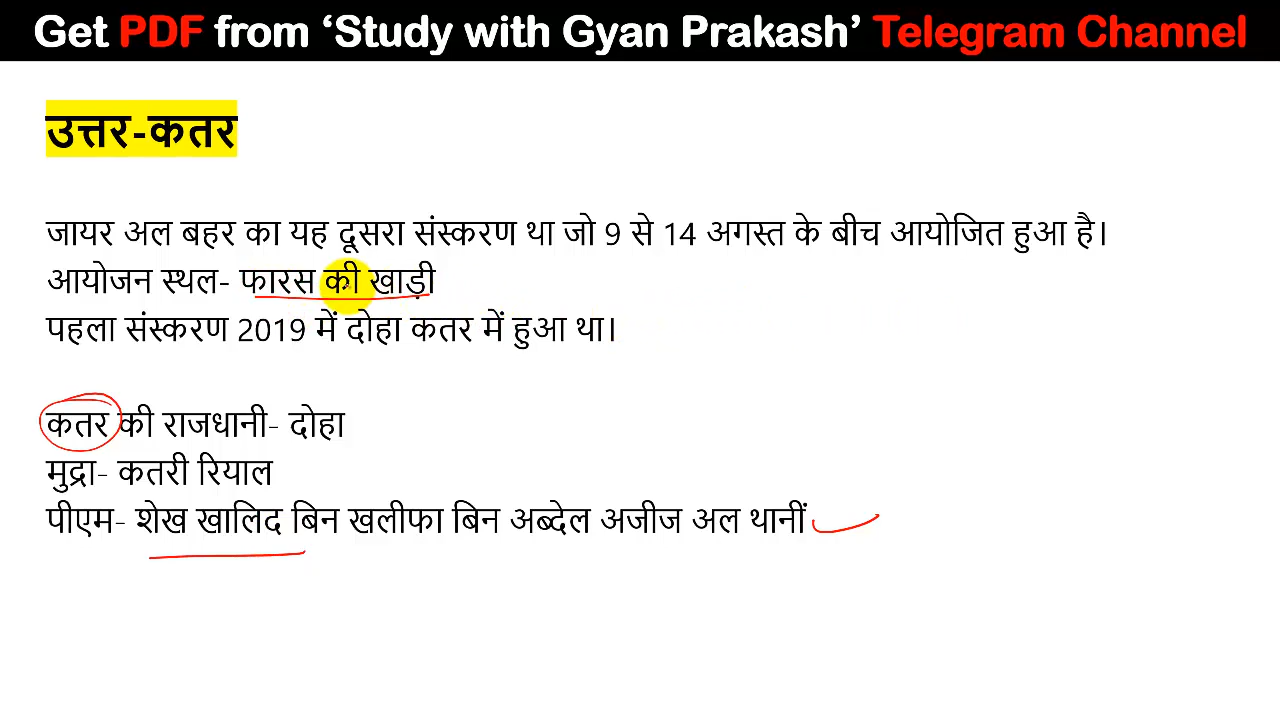 Get PDF from ‘Study with Gyan Prakash’ Telegram Channel
उत्तर-कतर
जायर अल बहर का यह दूसरा संस्करण था जो 9 से 14 अगस्त के बीच आयोजित हुआ है।
आयोजन स्थल- फारस की खाड़ी
पहला संस्करण 2019 में दोहा कतर में हुआ था।
कतर की राजधानी- दोहा
मुद्रा- कतरी रियाल
पीएम- शेख खालिद बिन खलीफा बिन अब्देल अजीज अल थानीं